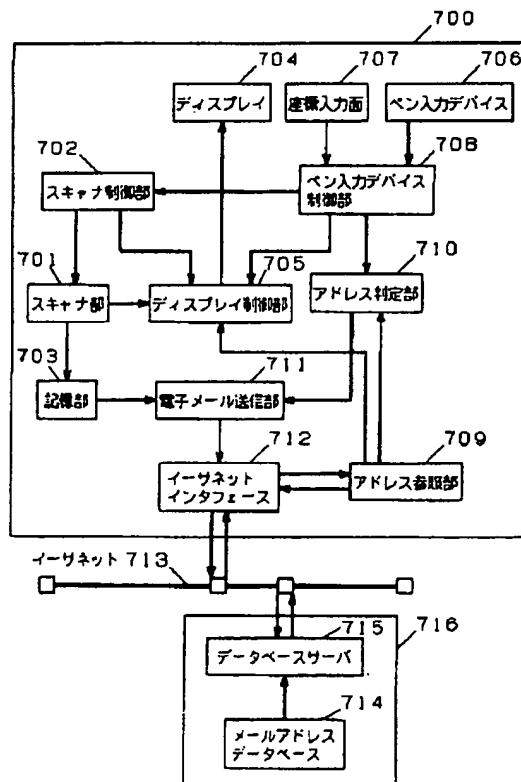 700
704
707
706
ディスプレイ
座標入力面
ペン入力デバイス
702
708
スキャナ制御部
ペン入力デバイス
制御部
701
705
710
スキャナ部
ディスプレイ制御部
アドレス判定部
703
711
記憶部
電子メール送信部
712
709
イーサネット
インタフェース
アドレス参照部
イーサネット 713
715
716
データベースサーバ
714
メールアドレス
データベース